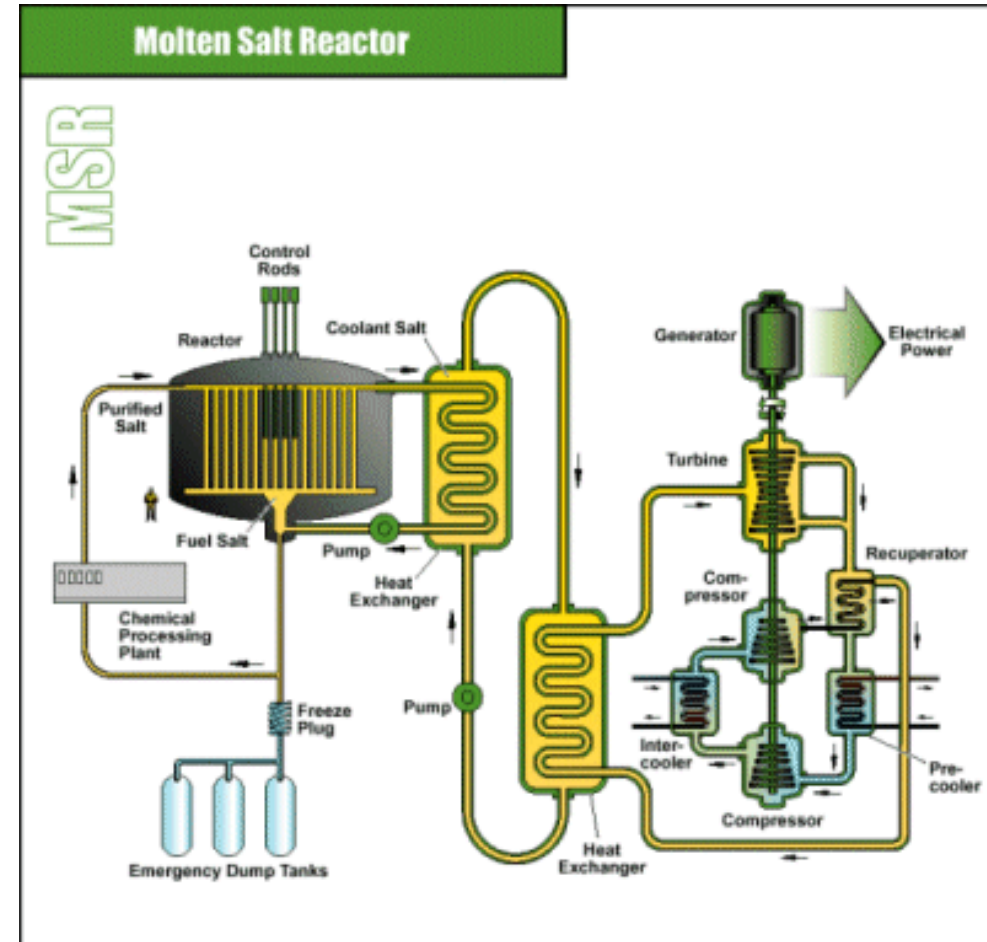 Molten Salt Reactor
MSR
Control
Rods
Reactor
Coolant Salt
Purified
Salt
Fuel Salt
Pump
Heat
Exchanger
Chemical
Processing
Plant
Freeze
Plug
Emergency Dump Tanks
Pump
Heat
Exchanger
Generator
Electrical
Power
Turbine
Recuperator
Com-
pressor
Inter-
cooler
Compressor
Pre-
cooler